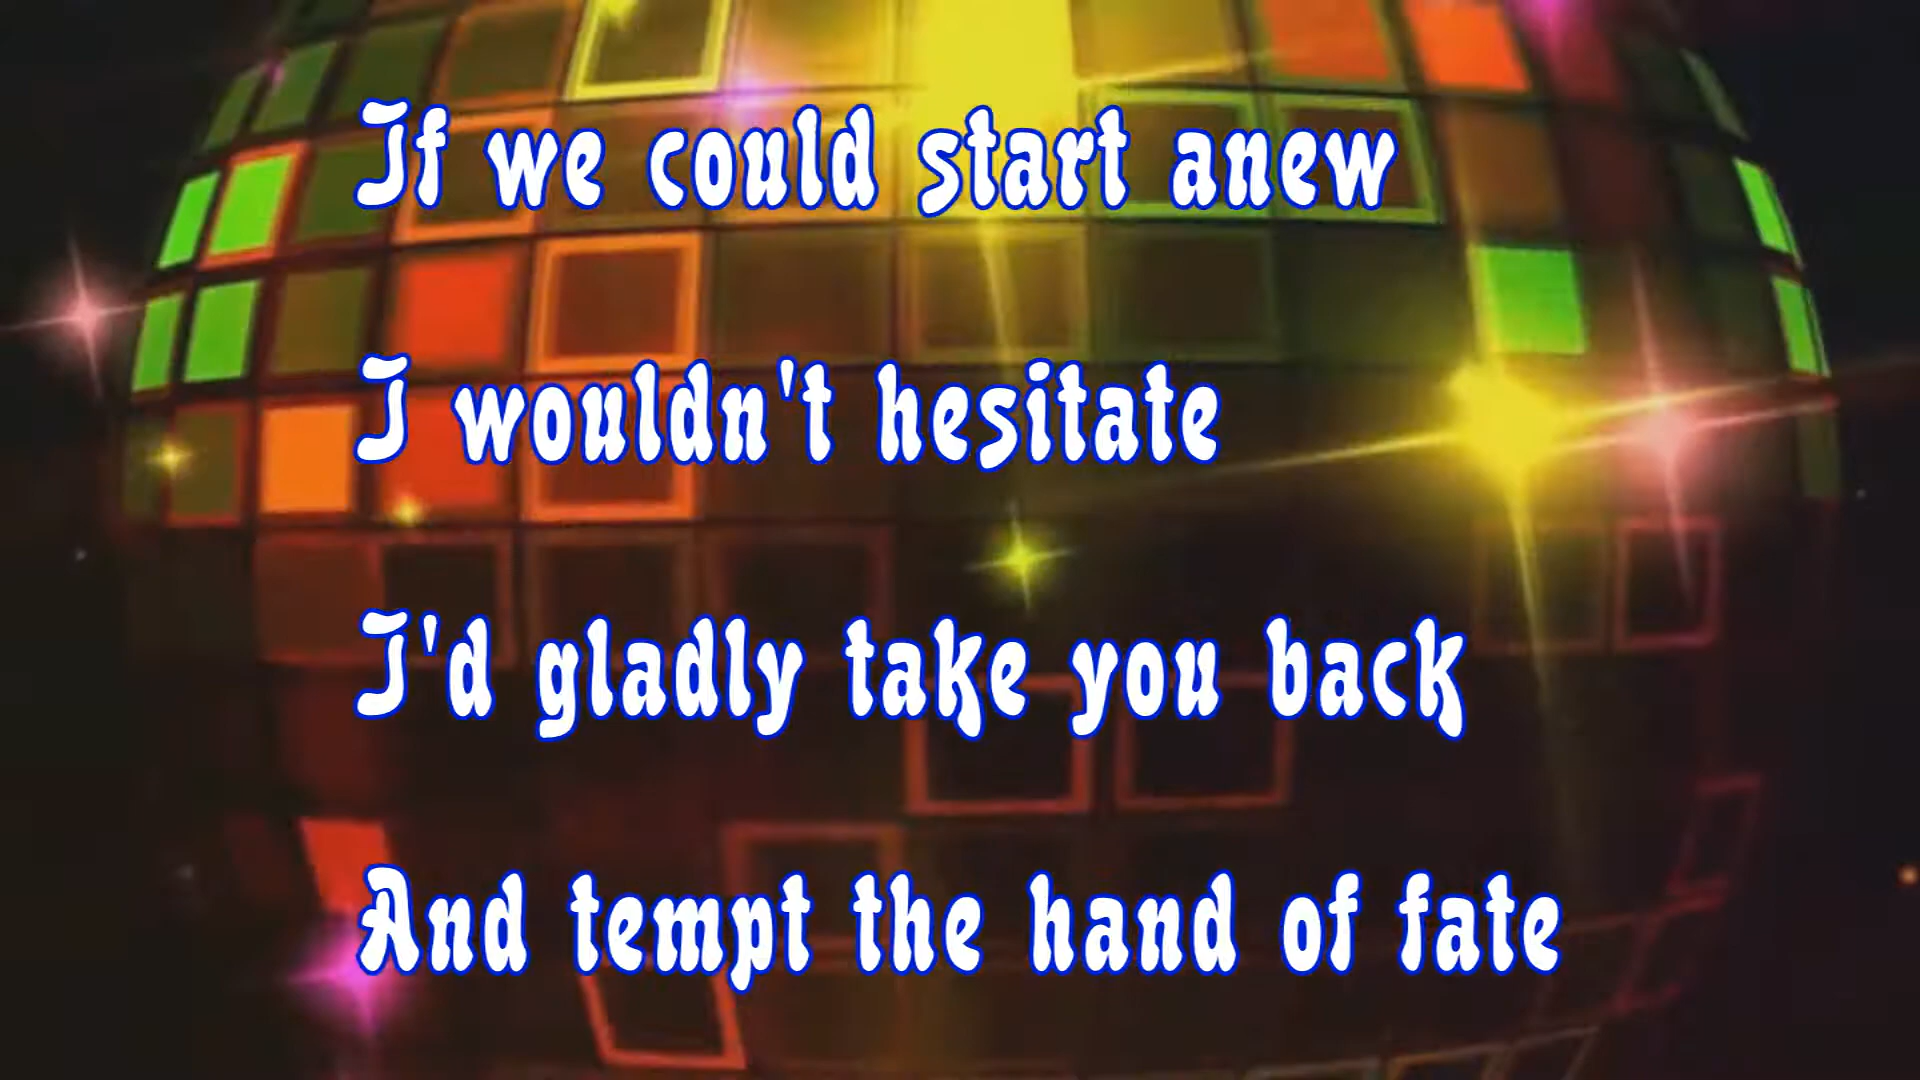 If we could start anew
I wouldn't hesitate
I'd gladly take you back
And tempt the hand of fate